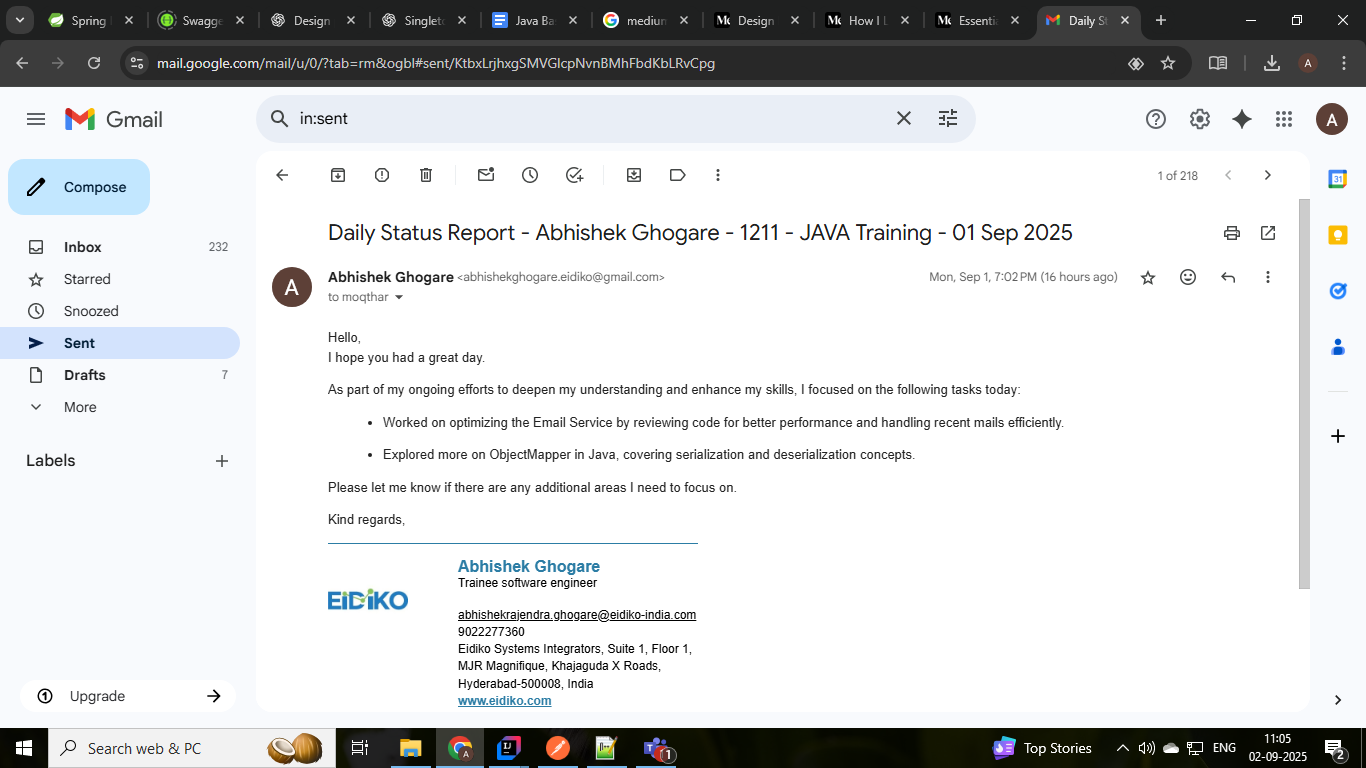 Spring
Swagge
Design
Singlet
Java Ba
medium
Design
How I L
Essentia
Daily St
mail.google.com/mail/u/0/?tab=rm&ogbl#sent/KtbxLrjhxgSMVGlcpNvnBMhFbdKbLRvCpg
A
Gmail
in:sent
A
Compose
1 of 218
Inbox 232
Starred
Snoozed
Sent
Drafts 7
More
Labels
Upgrade
Daily Status Report - Abhishek Ghogare - 1211 - JAVA Training - 01 Sep 2025
A
Abhishek Ghogare <abhishekghogare.eidiko@gmail.com> Mon, Sep 1, 7:02 PM (16 hours ago)
to moqthar
Hello,
I hope you had a great day.
As part of my ongoing efforts to deepen my understanding and enhance my skills, I focused on the following tasks today:
• Worked on optimizing the Email Service by reviewing code for better performance and handling recent mails efficiently.
• Explored more on ObjectMapper in Java, covering serialization and deserialization concepts.
Please let me know if there are any additional areas I need to focus on.
Kind regards,
EiDIKO
Abhishek Ghogare
Trainee software engineer
abhishekrajendra.ghogare@eidiko-india.com
9022277360
Eidiko Systems Integrators, Suite 1, Floor 1,
MJR Magnifique, Khajaguda X Roads,
Hyderabad-500008, India
www.eidiko.com
31
Search web & PC
1
Top Stories
ENG
11:05
02-09-2025
2